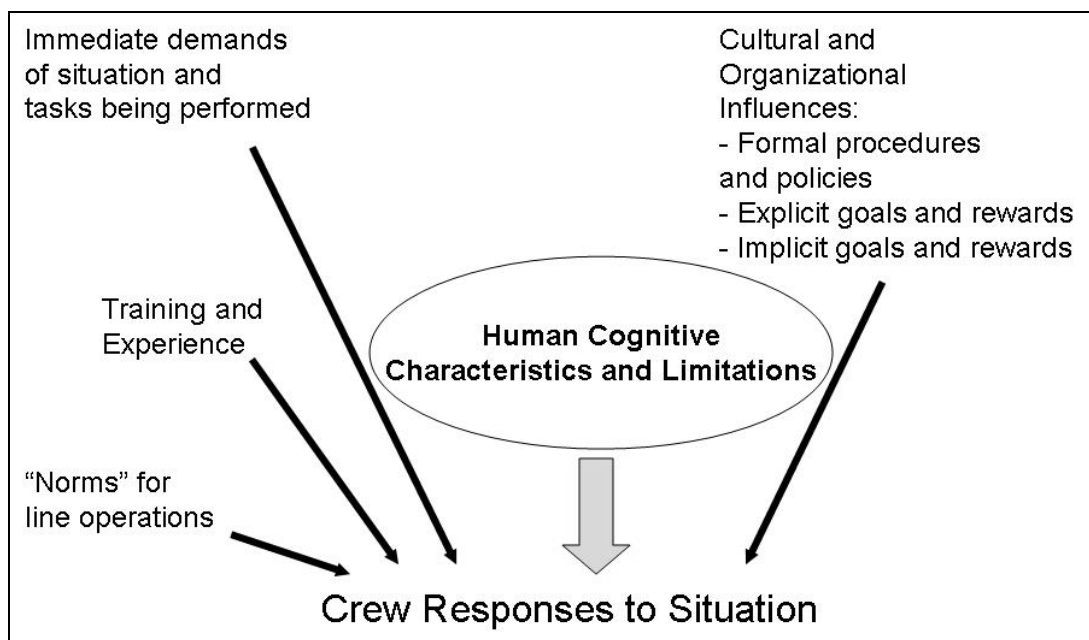 Immediate demands
of situation and
tasks being performed
Cultural and
Organizational
Influences:
- Formal procedures
and policies
- Explicit goals and rewards
- Implicit goals and rewards
Training and
Experience
Human Cognitive
Characteristics and Limitations
“Norms” for
line operations
Crew Responses to Situation